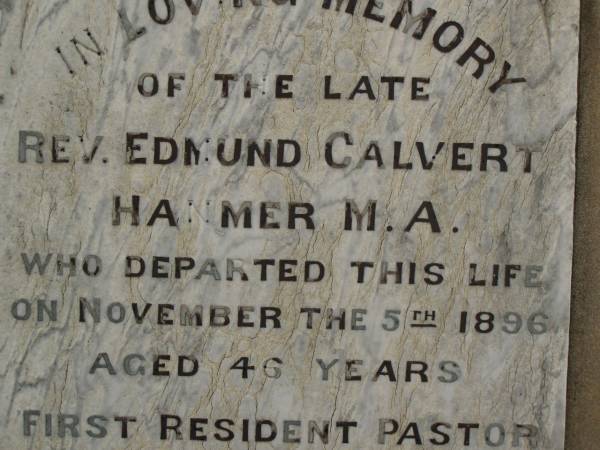 IN LOVING MEMORY
OF THE LATE
REV. EDMUND CALVERT
HANMER M.A.
WHO DEPARTED THIS LIFE
ON NOVEMBER THE 5TH 1896
AGED 46 YEARS
FIRST RESIDENT PASTOR